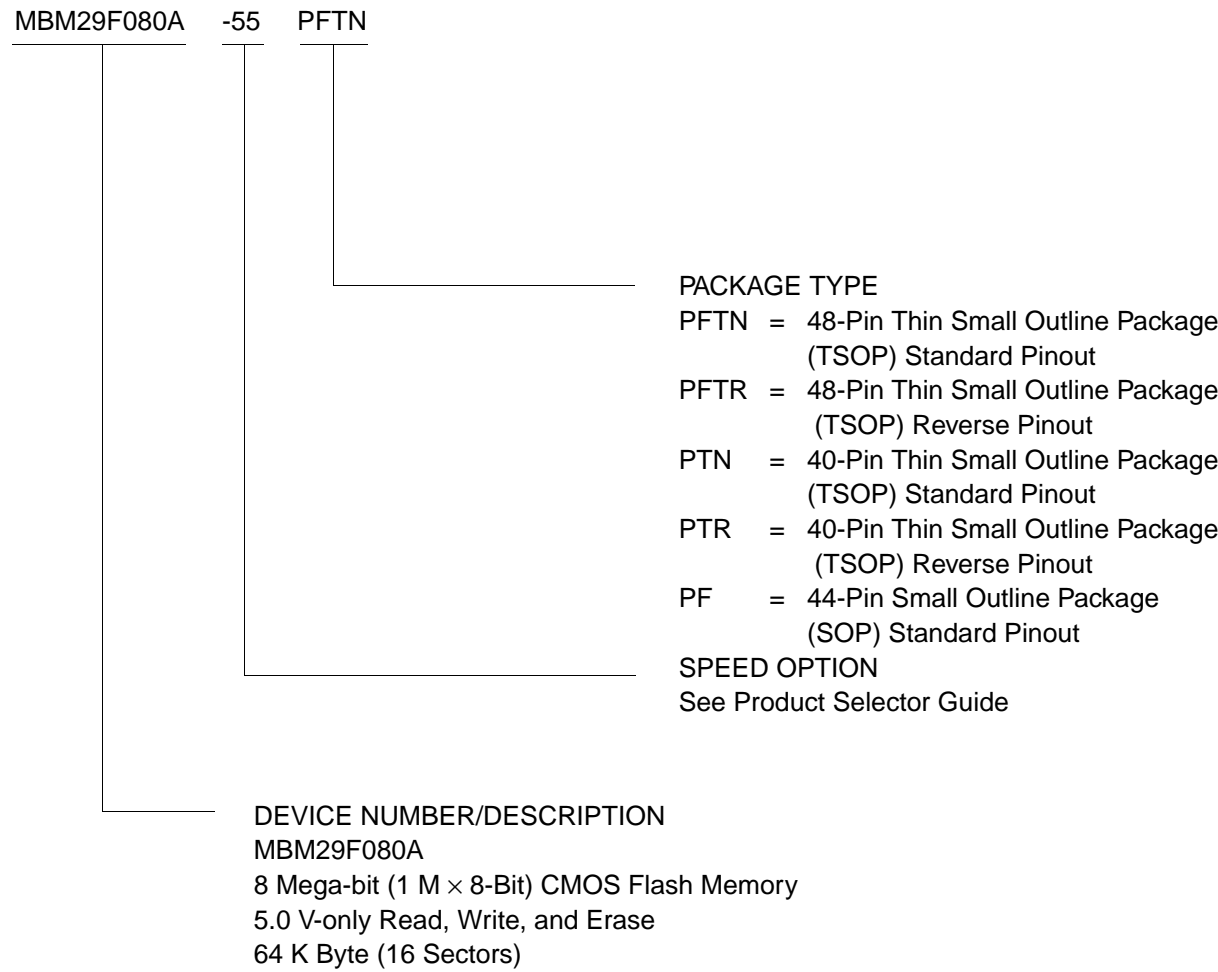 MBM29F080A -55 PFTN
PACKAGE TYPE
PFTN = 48-Pin Thin Small Outline Package
(TSOP) Standard Pinout
PFTR = 48-Pin Thin Small Outline Package
(TSOP) Reverse Pinout
PTN = 40-Pin Thin Small Outline Package
(TSOP) Standard Pinout
PTR = 40-Pin Thin Small Outline Package
(TSOP) Reverse Pinout
PF = 44-Pin Small Outline Package
(SOP) Standard Pinout
SPEED OPTION
See Product Selector Guide
DEVICE NUMBER/DESCRIPTION
MBM29F080A
8 Mega-bit (1 M × 8-Bit) CMOS Flash Memory
5.0 V-only Read, Write, and Erase
64 K Byte (16 Sectors)